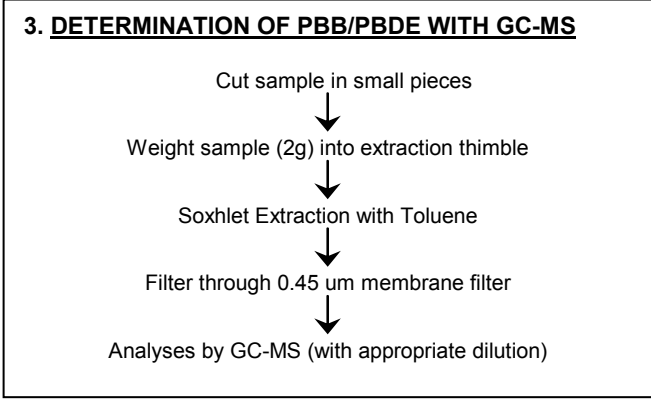 3. DETERMINATION OF PBB/PBDE WITH GC-MS
Cut sample in small pieces
Weight sample (2g) into extraction thimble
Soxhlet Extraction with Toluene
Filter through 0.45 um membrane filter
Analyses by GC-MS (with appropriate dilution)